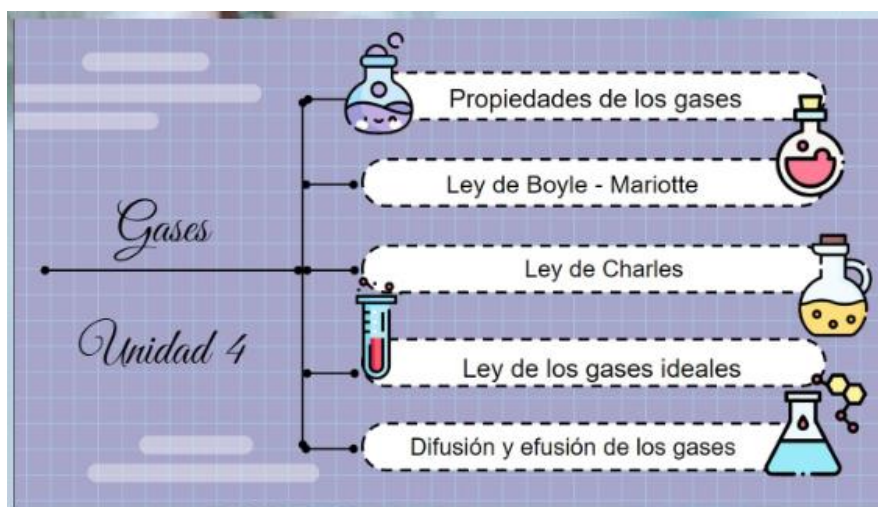 Gases
Unidad 4
Propiedades de los gases
Ley de Boyle - Mariotte
Ley de Charles
Ley de los gases ideales
Difusión y efusión de los gases